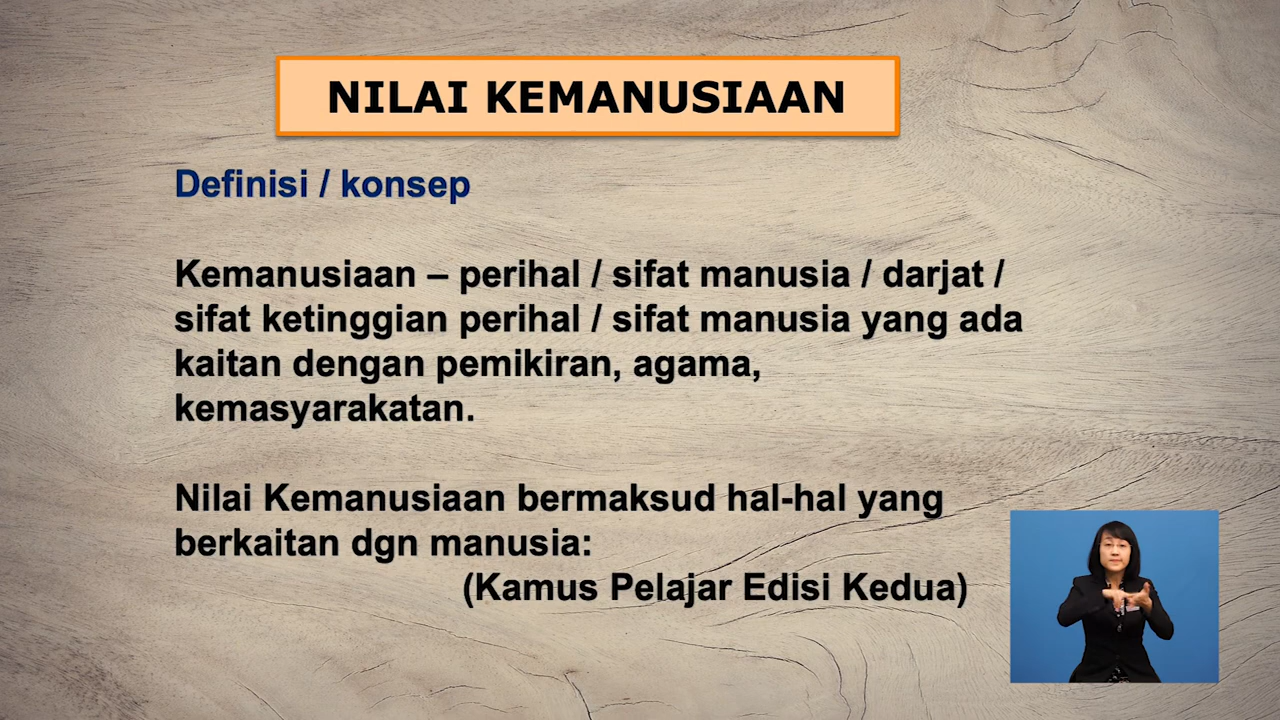 NILAI KEMANUSIAAN
Definisi / konsep
Kemanusiaan – perihal / sifat manusia / darjat /
sifat ketinggian perihal / sifat manusia yang ada
kaitan dengan pemikiran, agama,
kemasyarakatan.
Nilai Kemanusiaan bermaksud hal-hal yang
berkaitan dgn manusia:
(Kamus Pelajar Edisi Kedua)